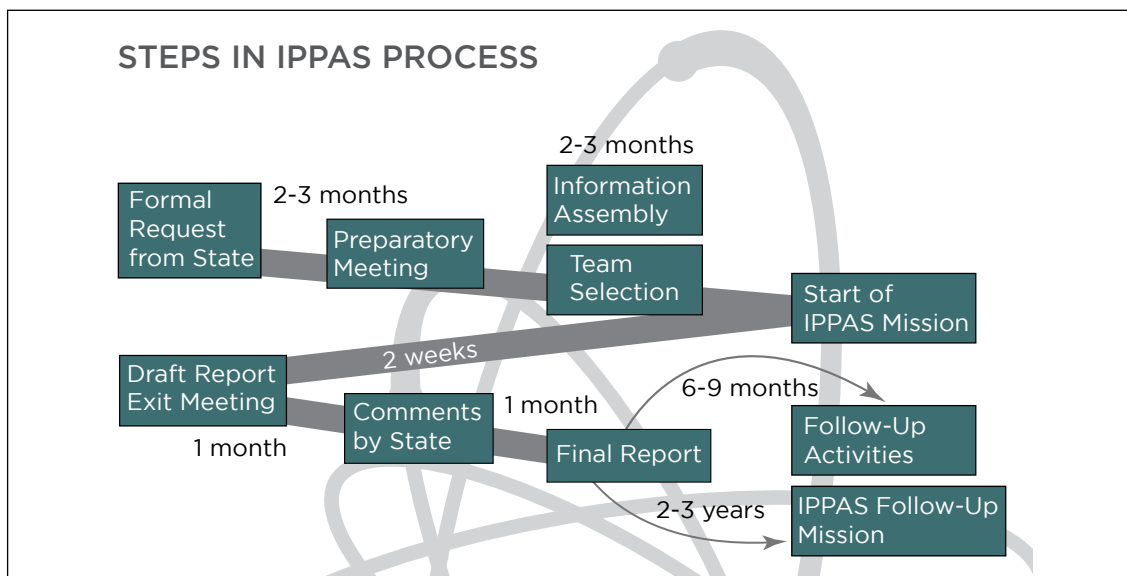 STEPS IN IPPAS PROCESS
Formal
Request
from State
2-3 months
Preparatory
Meeting
2-3 months
Information
Assembly
Team
Selection
Start of
IPPAS Mission
2 weeks
Draft Report
Exit Meeting
1 month
Comments
by State
1 month
Final Report
6-9 months
Follow-Up
Activities
2-3 years
IPPAS Follow-Up
Mission